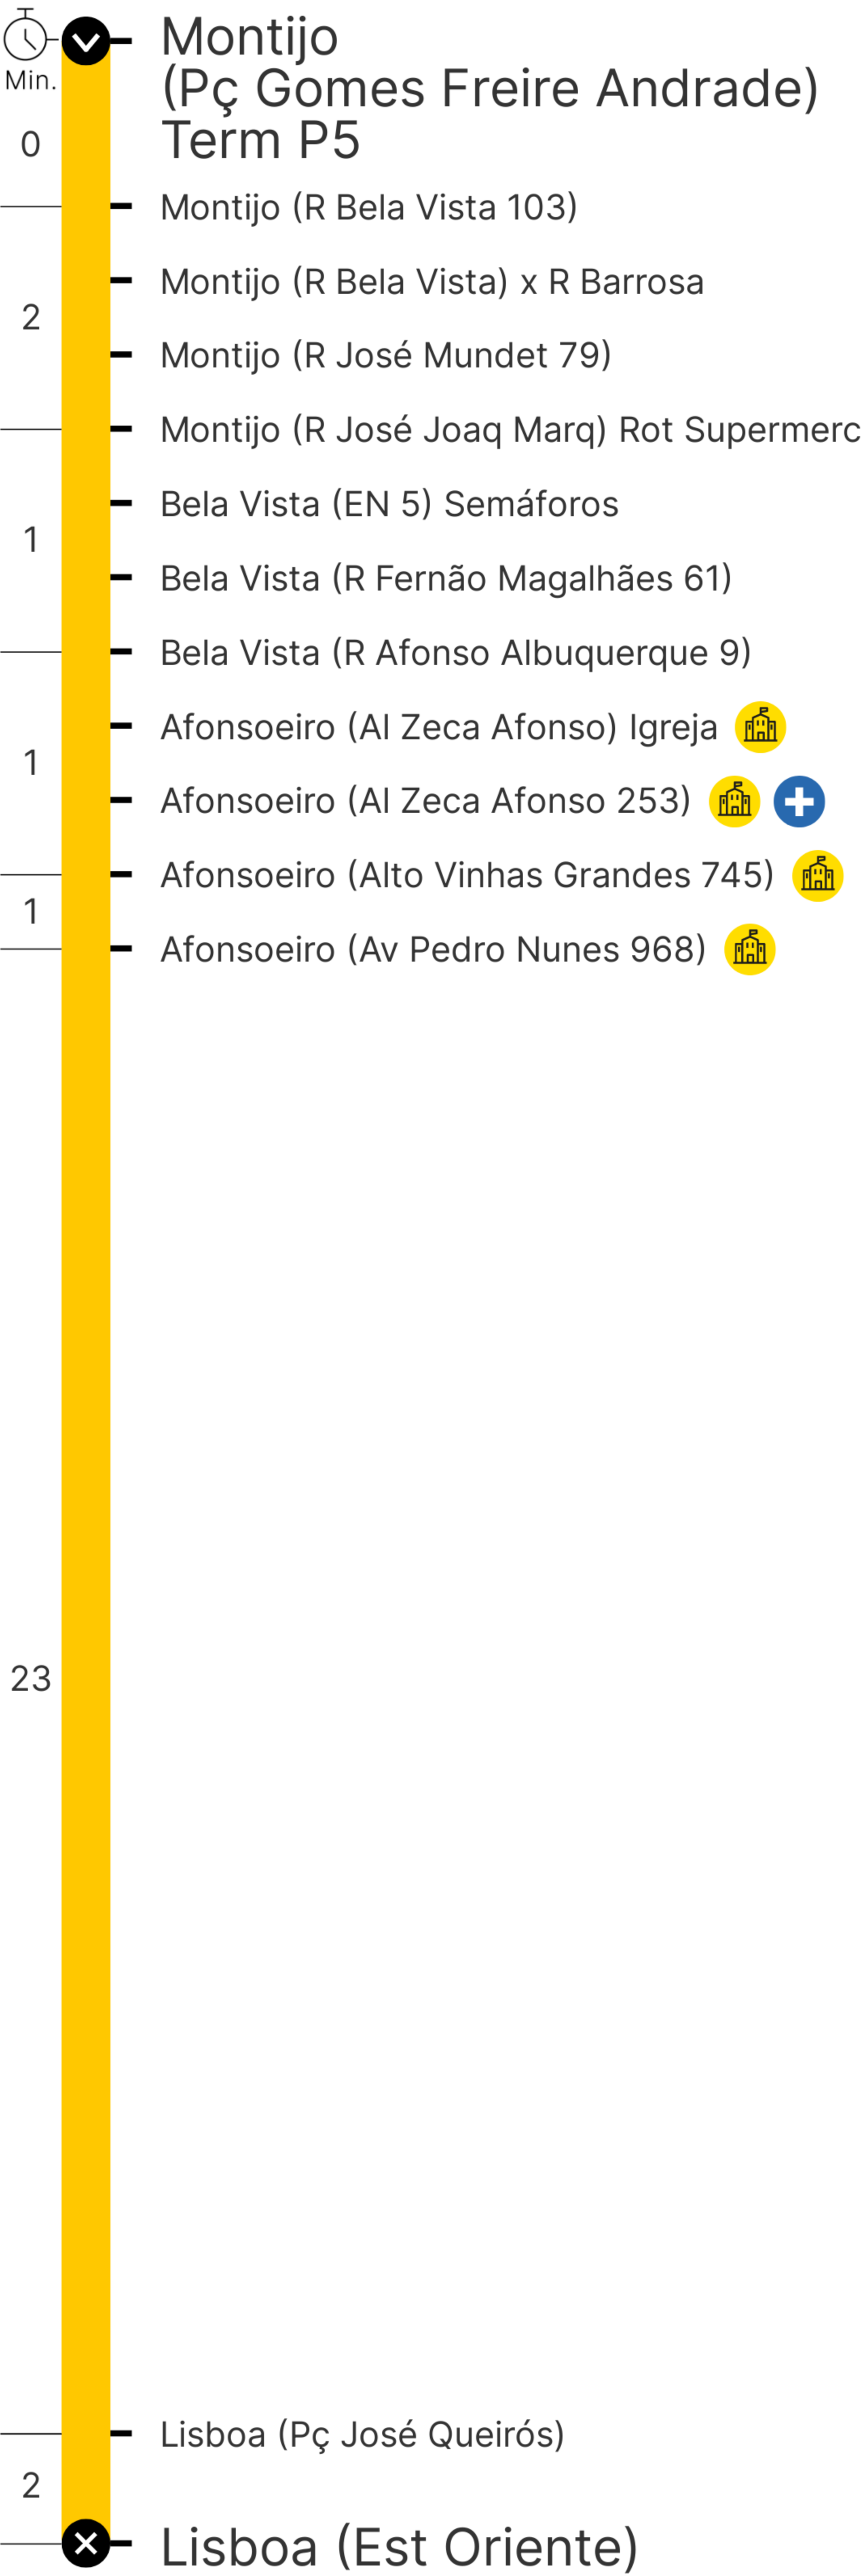 Montijo
(Pç Gomes Freire Andrade)
Term P5
Min.
0
Montijo (R Bela Vista 103)
Montijo (R Bela Vista) x R Barrosa
2
Montijo (R José Mundet 79)
Montijo (R José Joaq Marq) Rot Supermerc
Bela Vista (EN 5) Semáforos
1
Bela Vista (R Fernão Magalhães 61)
Bela Vista (R Afonso Albuquerque 9)
Afonsoeiro (Al Zeca Afonso) Igreja
1
Afonsoeiro (Al Zeca Afonso 253)
Afonsoeiro (Alto Vinhas Grandes 745)
1
Afonsoeiro (Av Pedro Nunes 968)
23
Lisboa (Pç José Queirós)
2
Lisboa (Est Oriente)